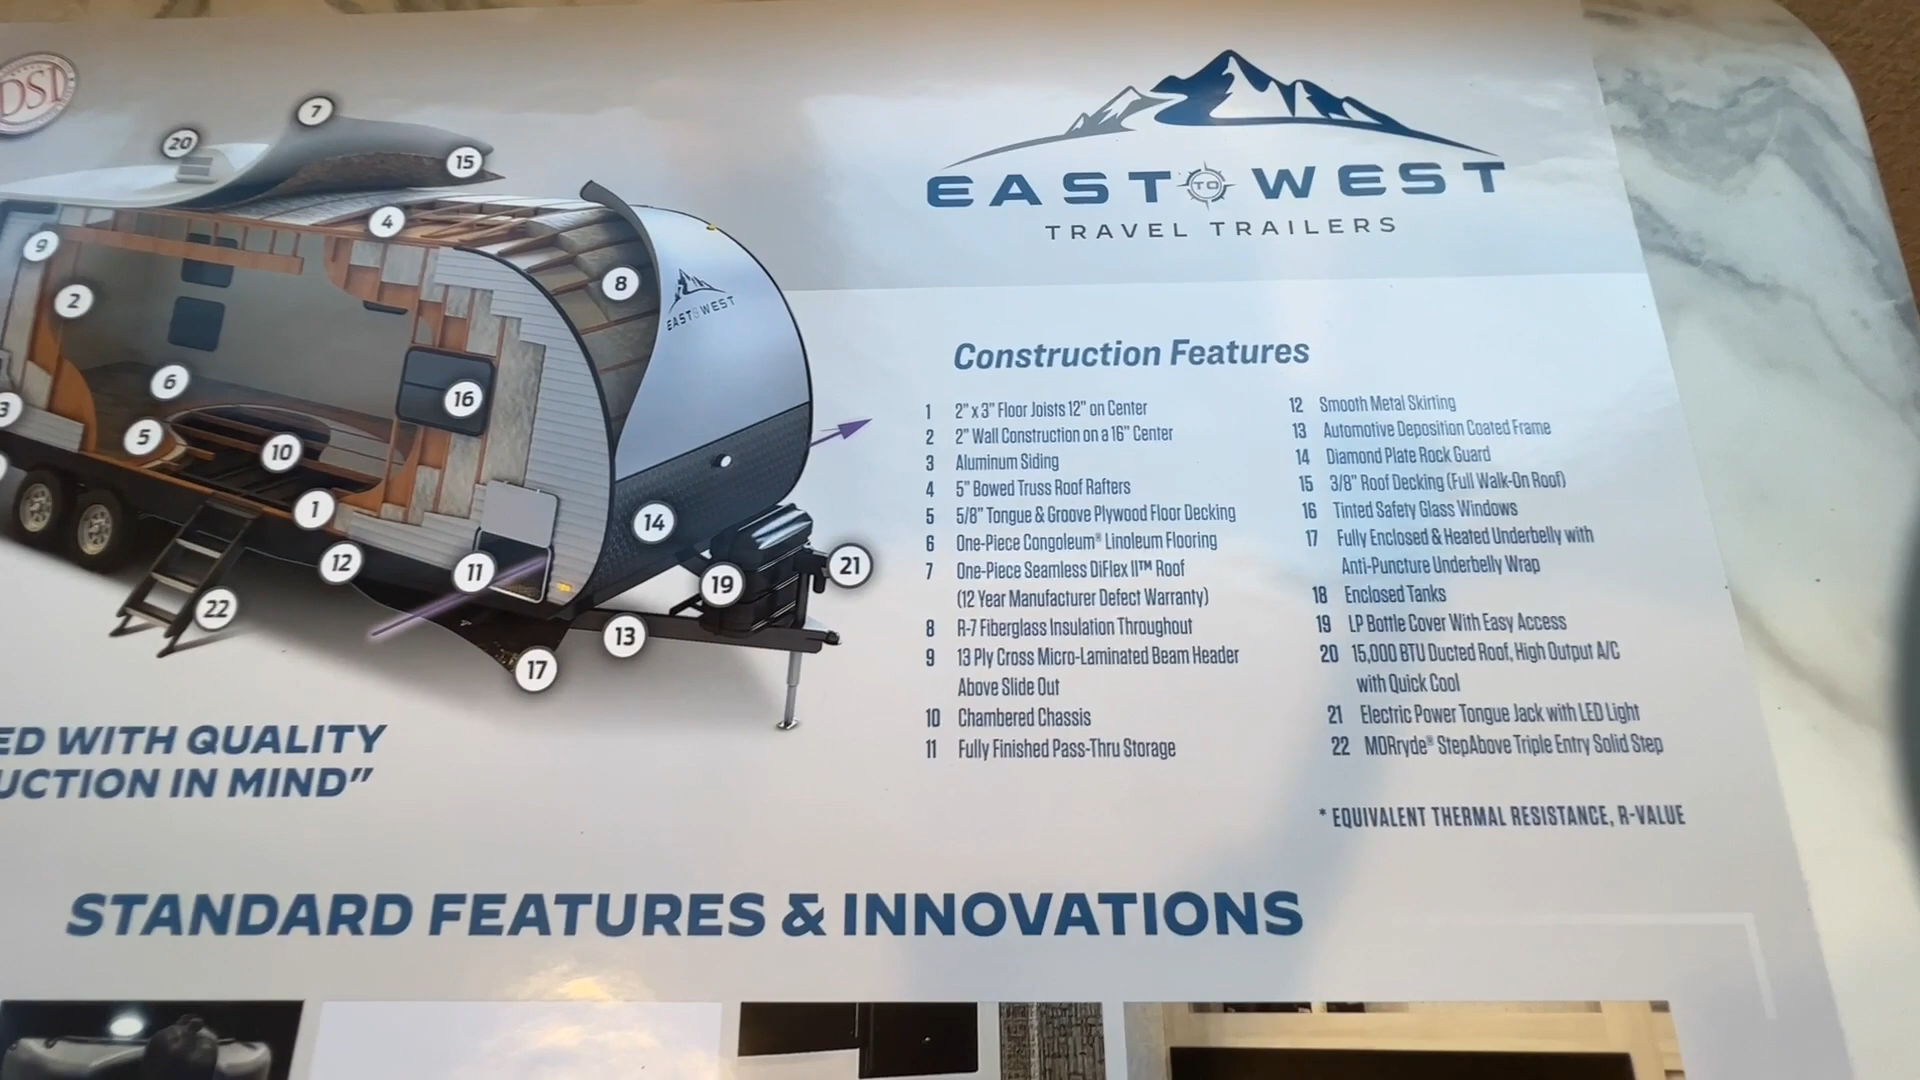 DSI
7
20
15
4
9
8
2
EAST TO WEST
6
16
3
5
10
1
14
12
11
19
21
22
13
17
ED WITH QUALITY
UCTION IN MIND”
EAST TO WEST
TRAVEL TRAILERS
Construction Features
1 2” x 3” Floor Joists 12” on Center
2 2” Wall Construction on a 16” Center
3 Aluminum Siding
4 5” Bowed Truss Roof Rafters
5 5/8” Tongue & Groove Plywood Floor Decking
6 One-Piece Congoleum® Linoleum Flooring
7 One-Piece Seamless DiFlex II™ Roof
(12 Year Manufacturer Defect Warranty)
8 R-7 Fiberglass Insulation Throughout
9 13 Ply Cross Micro-Laminated Beam Header
Above Slide Out
10 Chambered Chassis
11 Fully Finished Pass-Thru Storage
12 Smooth Metal Skirting
13 Automotive Deposition Coated Frame
14 Diamond Plate Rock Guard
15 3/8” Roof Decking (Full Walk-On Roof)
16 Tinted Safety Glass Windows
17 Fully Enclosed & Heated Underbelly with
Anti-Puncture Underbelly Wrap
18 Enclosed Tanks
19 LP Bottle Cover With Easy Access
20 15,000 BTU Ducted Roof, High Output A/C
with Quick Cool
21 Electric Power Tongue Jack with LED Light
22 MORryde® StepAbove Triple Entry Solid Step
* EQUIVALENT THERMAL RESISTANCE, R-VALUE
STANDARD FEATURES & INNOVATIONS